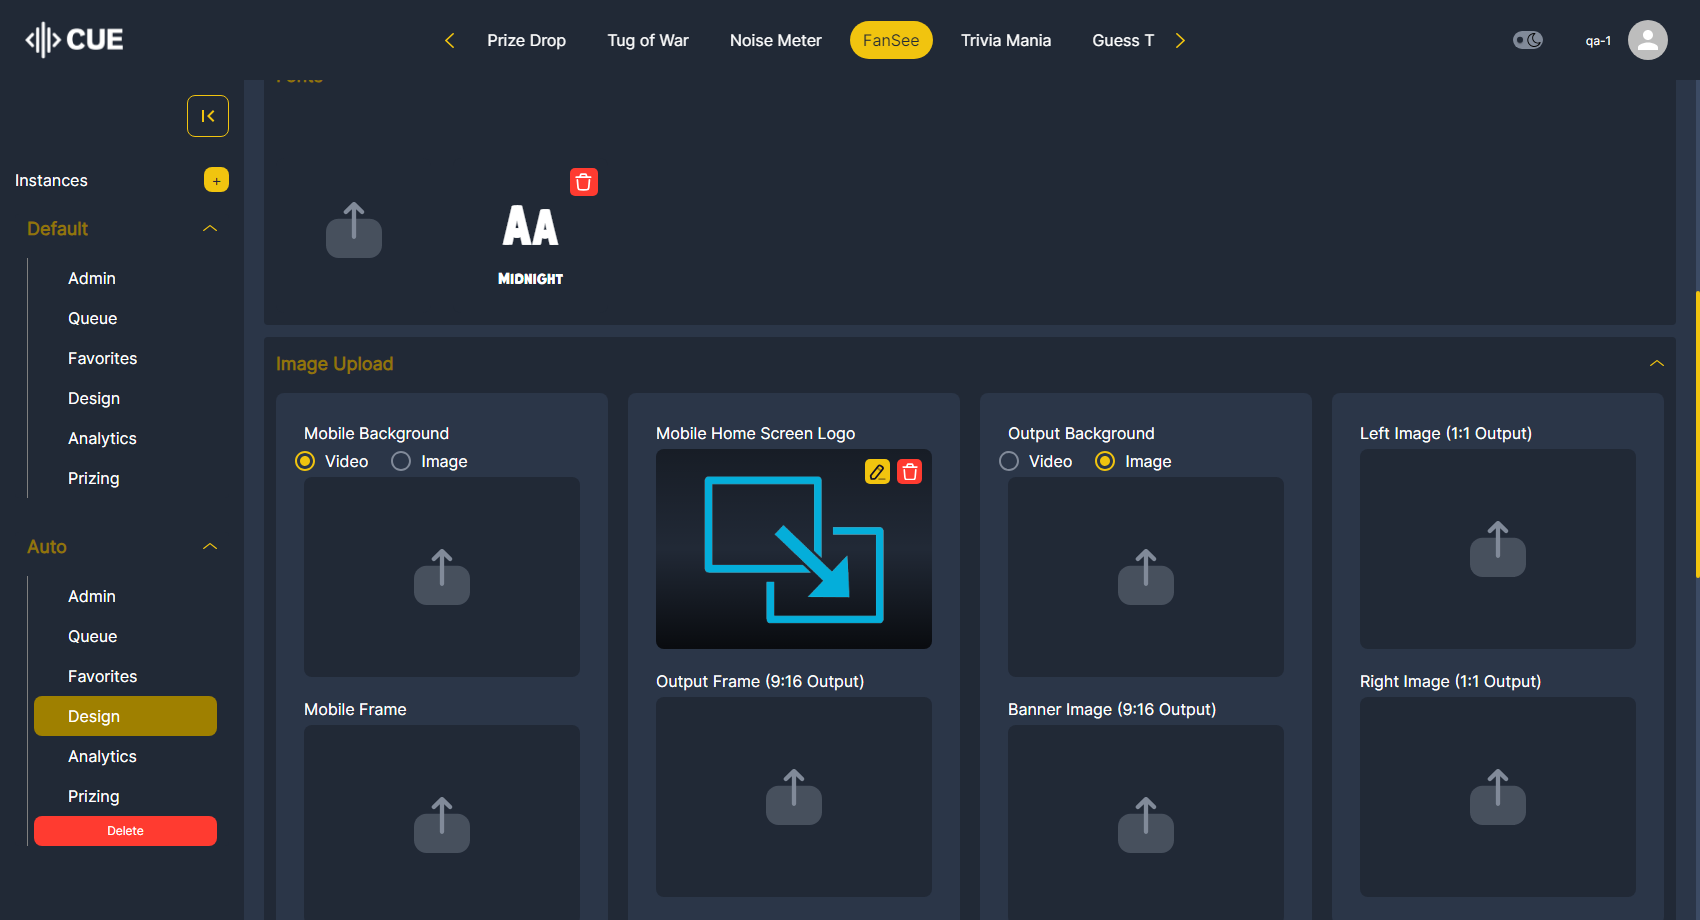 CUE
Prize Drop
Tug of War
Noise Meter
FanSee
Trivia Mania
Guess T
qa-1
Fonts
Instances
+
Default
Admin
Queue
Favorites
Design
Analytics
Prizing
Auto
Admin
Queue
Favorites
Design
Analytics
Prizing
Delete
AA
MIDNIGHT
Image Upload
Mobile Background
Video
Image
Mobile Frame
Mobile Home Screen Logo
Output Frame (9:16 Output)
Output Background
Video
Image
Banner Image (9:16 Output)
Left Image (1:1 Output)
Right Image (1:1 Output)